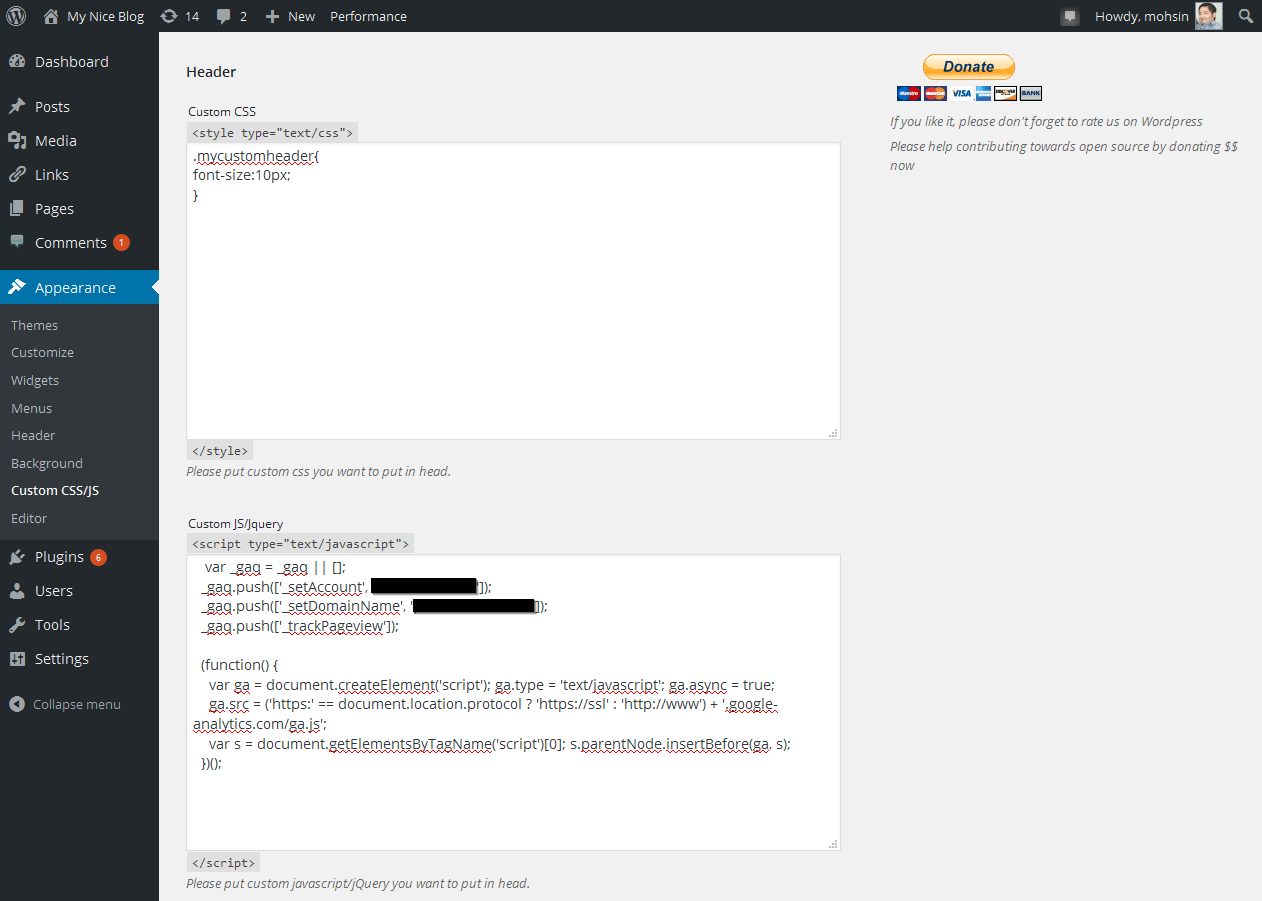 My Nice Blog 14 2 New Performance Howdy, mohsin
Dashboard
Posts
Media
Links
Pages
Comments 1
Appearance
Themes
Customize
Widgets
Menus
Header
Background
Custom CSS/JS
Editor
Plugins 6
Users
Tools
Settings
Collapse menu
Header
Custom CSS
<style type="text/css">
.mycustomheader{
font-size:10px;
}
</style>
Please put custom css you want to put in head.
Custom JS/Jquery
<script type="text/javascript">
var _gaq = _gaq || [];
_gaq.push(['_setAccount', ']);
_gaq.push(['_setDomainName', ']);
_gaq.push(['_trackPageview']);
(function() {
var ga = document.createElement('script'); ga.type = 'text/javascript'; ga.async = true;
ga.src = ('https:' == document.location.protocol ? 'https://ssl' : 'http://www') + '.google-
analytics.com/ga.js';
var s = document.getElementsByTagName('script')[0]; s.parentNode.insertBefore(ga, s);
})();
</script>
Please put custom javascript/jQuery you want to put in head.
Donate
Maestro VISA DISCOVER BANK
If you like it, please don't forget to rate us on Wordpress
Please help contributing towards open source by donating $$
now